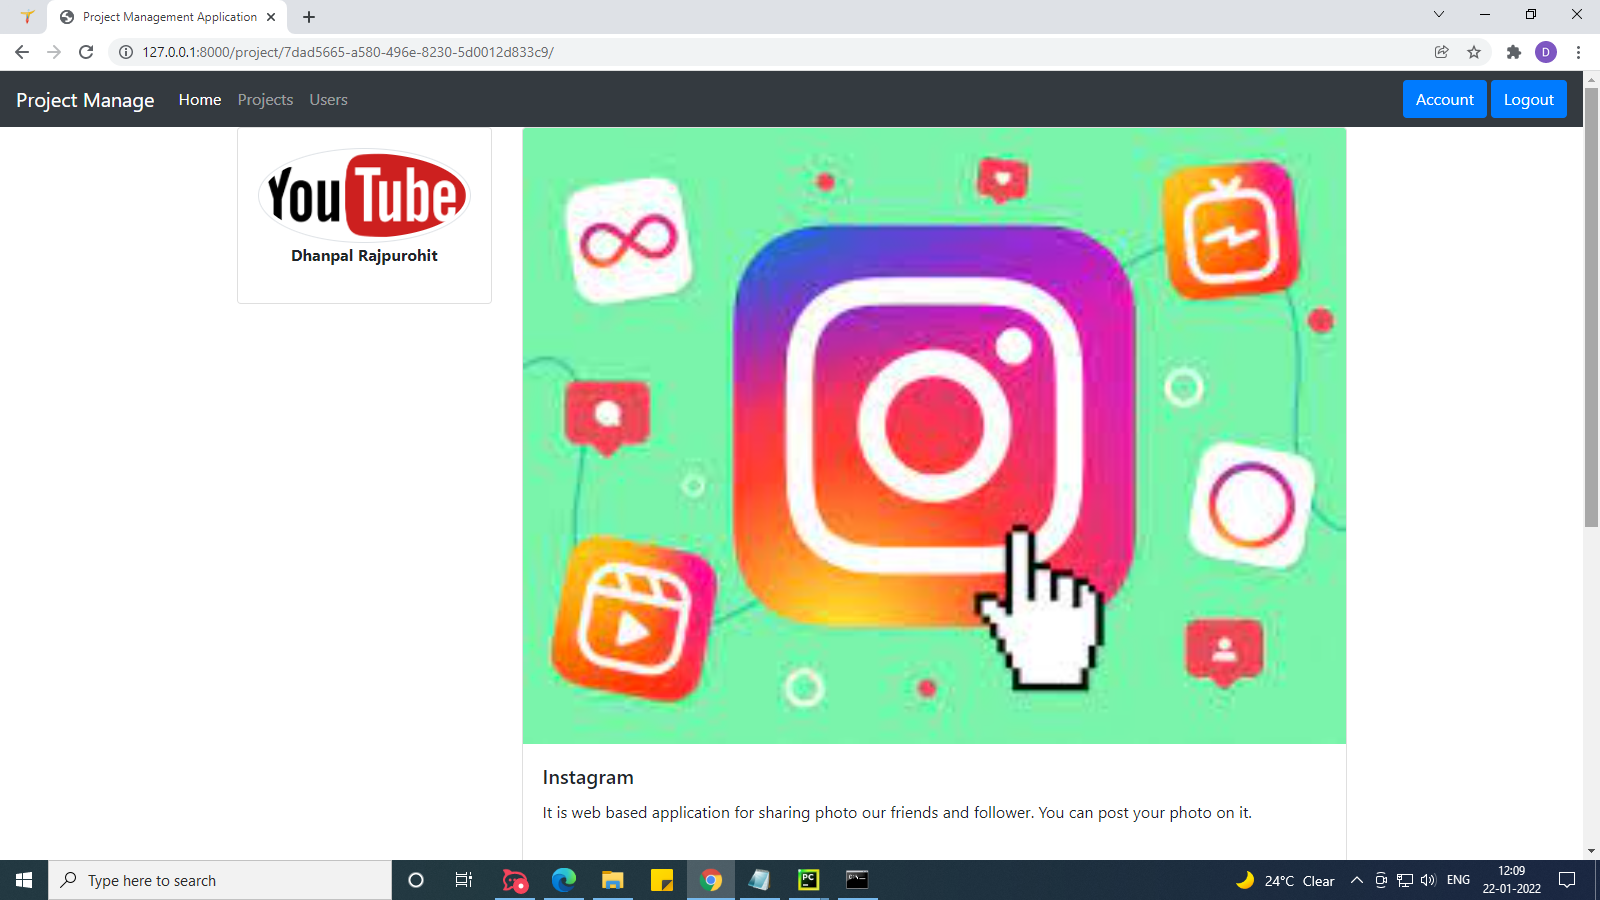 Project Management Application
127.0.0.1:8000/project/7dad5665-a580-496e-8230-5d0012d833c9/
D
Project Manage Home Projects Users Account Logout
YouTube
Dhanpal Rajpurohit
Instagram
It is web based application for sharing photo our friends and follower. You can post your photo on it.
Type here to search
PC
24°C Clear
ENG
12:09
22-01-2022